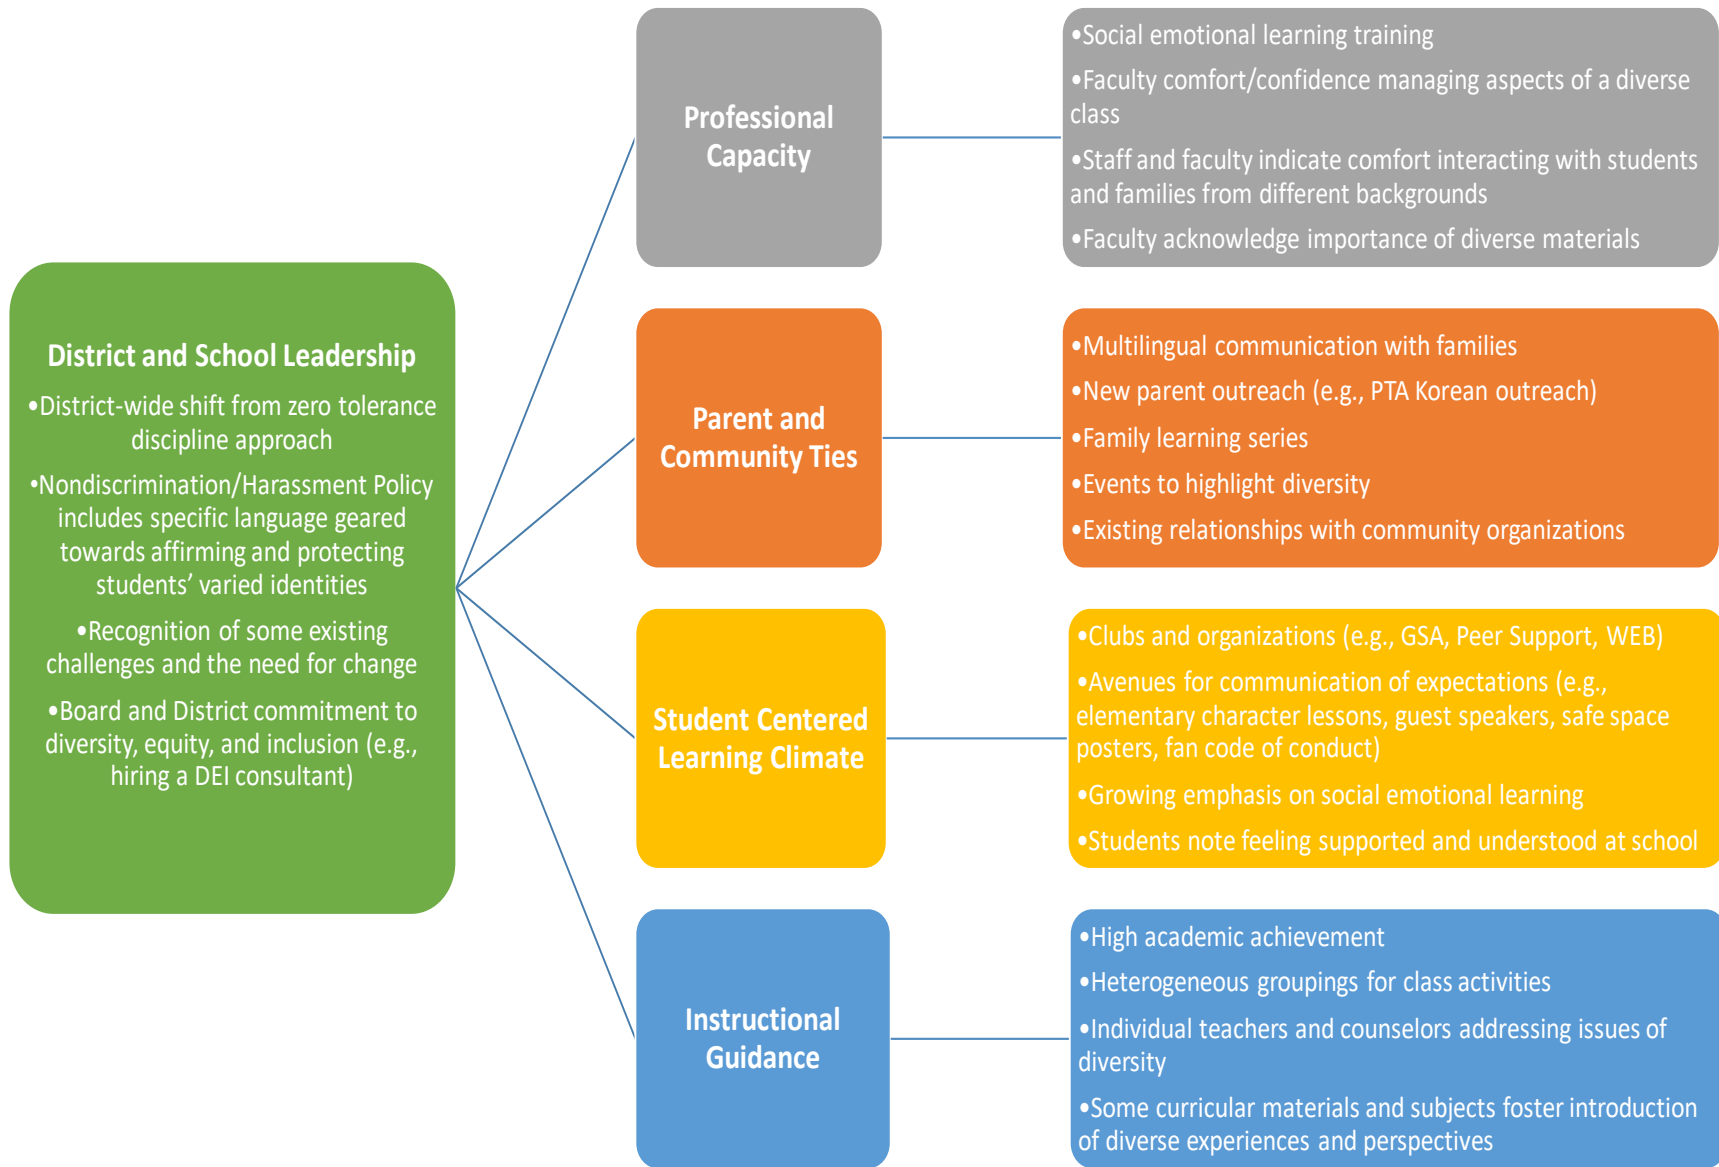 District and School Leadership
•District-wide shift from zero tolerance
discipline approach
•Nondiscrimination/Harassment Policy
includes specific language geared
towards affirming and protecting
students’ varied identities
•Recognition of some existing
challenges and the need for change
•Board and District commitment to
diversity, equity, and inclusion (e.g.,
hiring a DEI consultant)
Professional
Capacity
•Social emotional learning training
•Faculty comfort/confidence managing aspects of a diverse
class
•Staff and faculty indicate comfort interacting with students
and families from different backgrounds
•Faculty acknowledge importance of diverse materials
Parent and
Community Ties
•Multilingual communication with families
•New parent outreach (e.g., PTA Korean outreach)
•Family learning series
•Events to highlight diversity
•Existing relationships with community organizations
Student Centered
Learning Climate
•Clubs and organizations (e.g., GSA, Peer Support, WEB)
•Avenues for communication of expectations (e.g.,
elementary character lessons, guest speakers, safe space
posters, fan code of conduct)
•Growing emphasis on social emotional learning
•Students note feeling supported and understood at school
Instructional
Guidance
•High academic achievement
•Heterogeneous groupings for class activities
•Individual teachers and counselors addressing issues of
diversity
•Some curricular materials and subjects foster introduction
of diverse experiences and perspectives